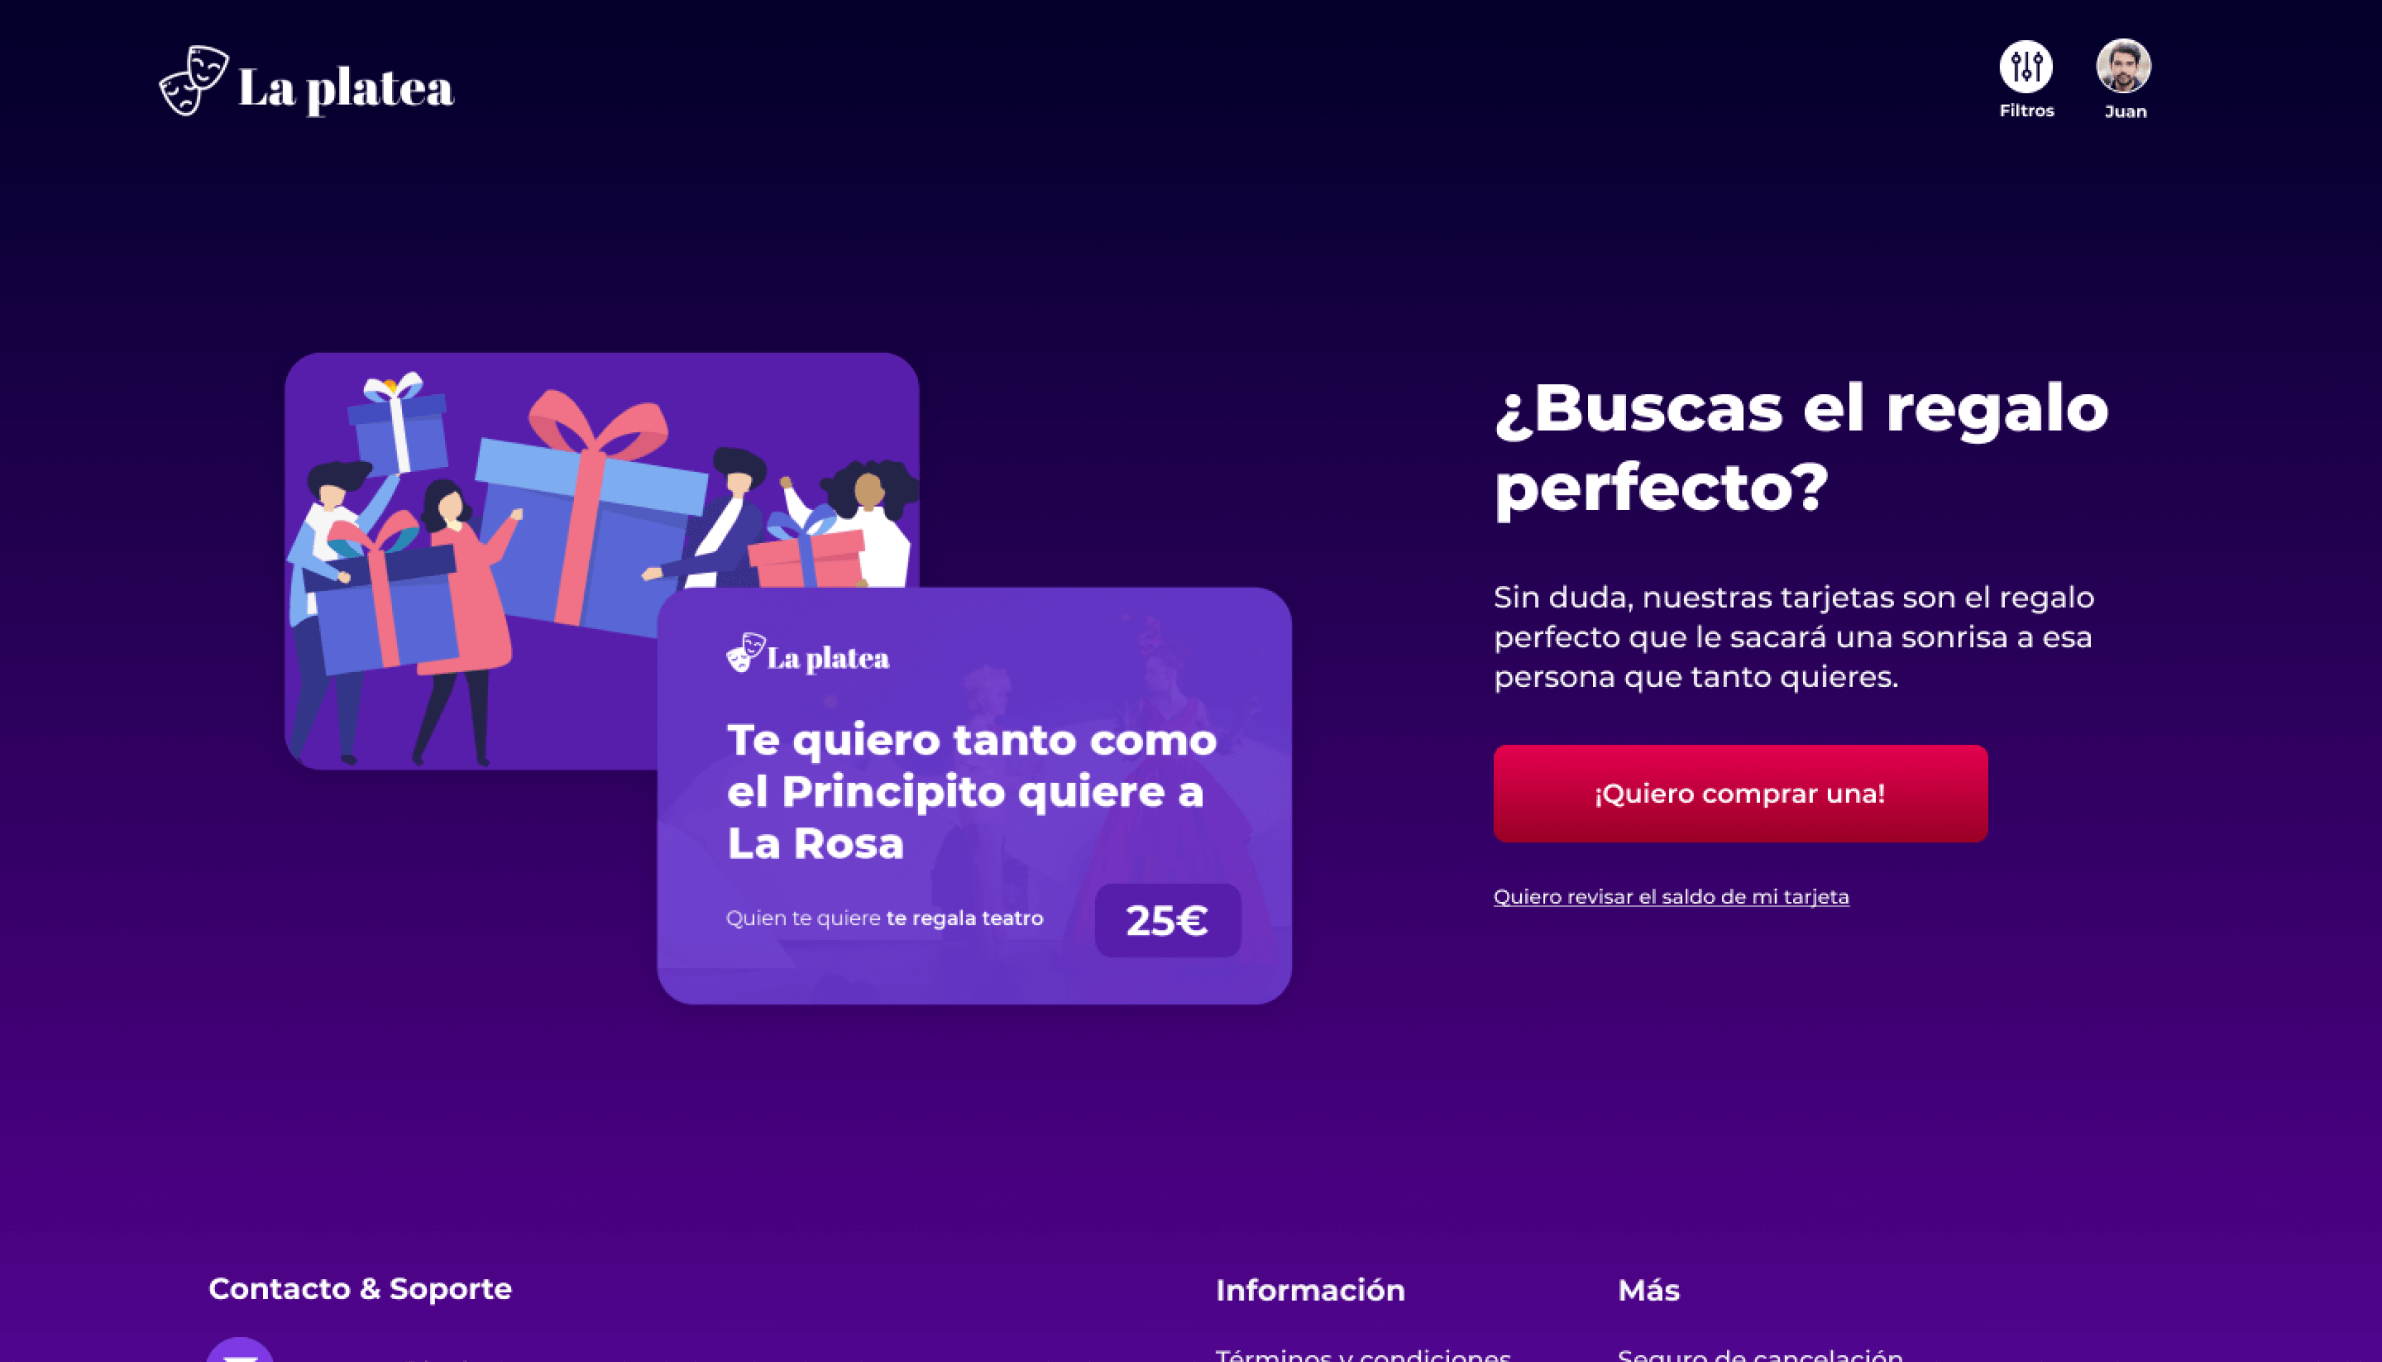 La platea
Filtros
Juan
¿Buscas el regalo
perfecto?
Sin duda, nuestras tarjetas son el regalo
perfecto que le sacará una sonrisa a esa
persona que tanto quieres.
¡Quiero comprar una!
Quiero revisar el saldo de mi tarjeta
La platea
Te quiero tanto como
el Principito quiere a
La Rosa
Quien te quiere te regala teatro
25€
Contacto & Soporte
Información
Más
Términos y condiciones
Seguro de cancelación